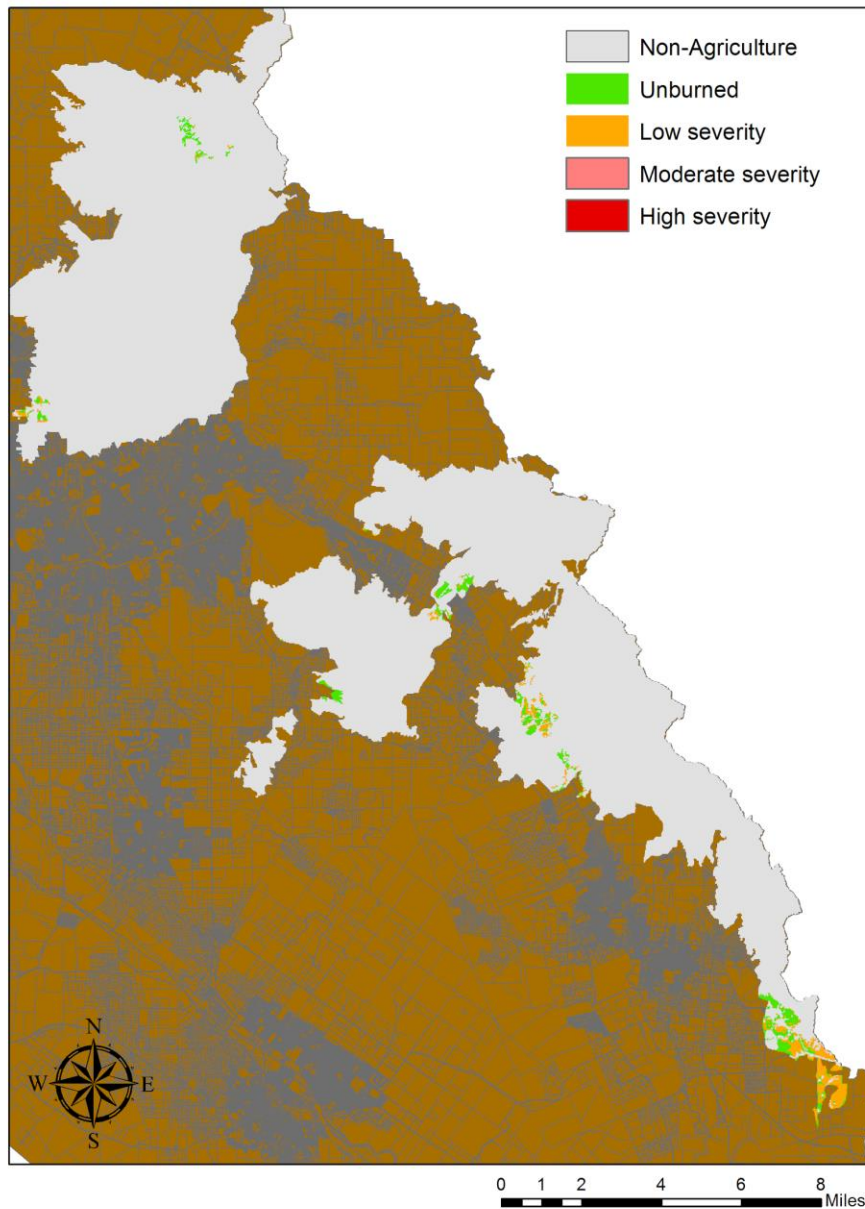 Non-Agriculture
Unburned
Low severity
Moderate severity
High severity
N
W E
S
0 1 2 4 6 8
Miles